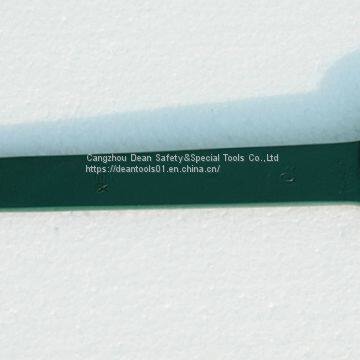 Cangzhou Dean Safety&Special Tools Co.,Ltd
https://deantools01.en.china.cn/